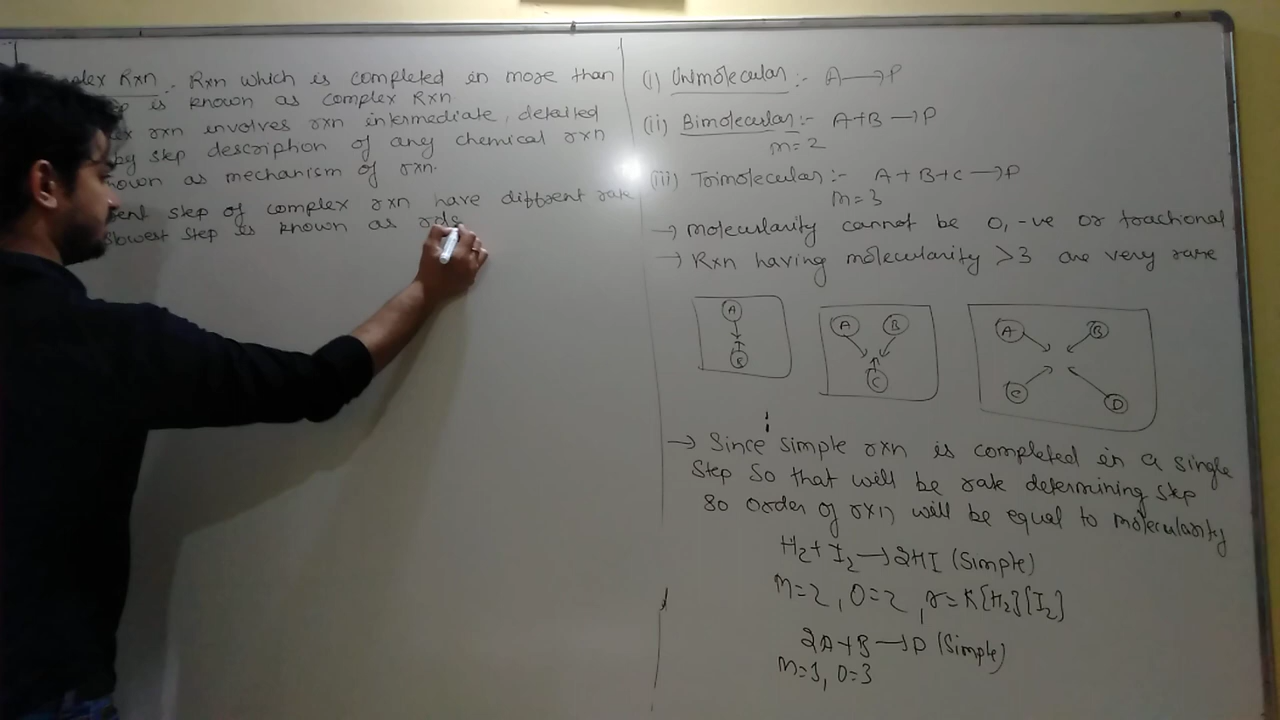 plex Rxn :- Rxn which is completed in more than
is known as complex Rxn
rxn involves rxn intermediate, detailed
by step description of any chemical rxn
nown as mechanism of rxn.
rent step of complex rxn have different rate
slowest step is known as rds
(i) Unimolecular :- A → P
(ii) Bimolecular :- A+B → P
m=2
(iii) Trimolecular :- A+B+C → P
m=3
→ molecularity cannot be 0, -ve or fractional
→ Rxn having molecularity >3 are very rare
A
B
A B
C
A B
C D
→ Since simple rxn is completed in a single
step so that will be rate determining step
so order of rxn will be equal to molecularity
H₂ + I₂ → 2HI (Simple)
m=2, O=2, r=K[H₂][I₂]
2A+B → P (Simple)
m=3, O=3